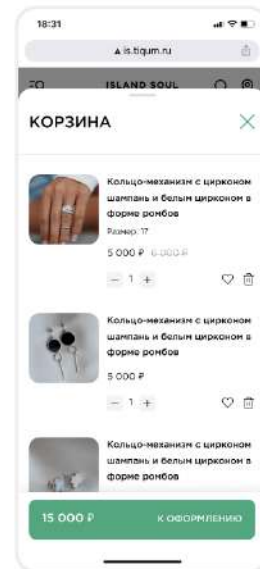 18:31
is.tiqum.ru
ISLAND SOUL
КОРЗИНА
Кольцо-механизм с цирконом
шампань и белым цирконом в
форме ромбов
Размер: 17
5 000 ₽ 6 000 ₽
— 1 +
Кольцо-механизм с цирконом
шампань и белым цирконом в
форме ромбов
5 000 ₽
— 1 +
Кольцо-механизм с цирконом
шампань и белым цирконом в
форме ромбов
15 000 ₽ К ОФОРМЛЕНИЮ